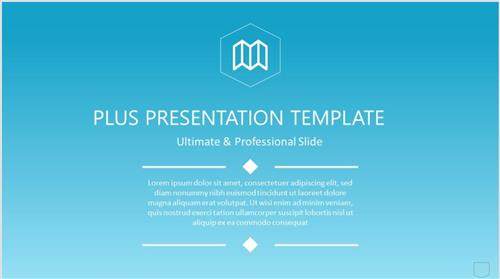 PLUS PRESENTATION TEMPLATE
Ultimate & Professional Slide
Lorem ipsum dolor sit amet, consectetuer adipiscing elit, sed
diam nonummy nibh euismod tincidunt ut laoreet dolore
magna aliquam erat volutpat. Ut wisi enim ad minim veniam,
quis nostrud exerci tation ullamcorper suscipit lobortis nisl ut
aliquip ex ea commodo consequat